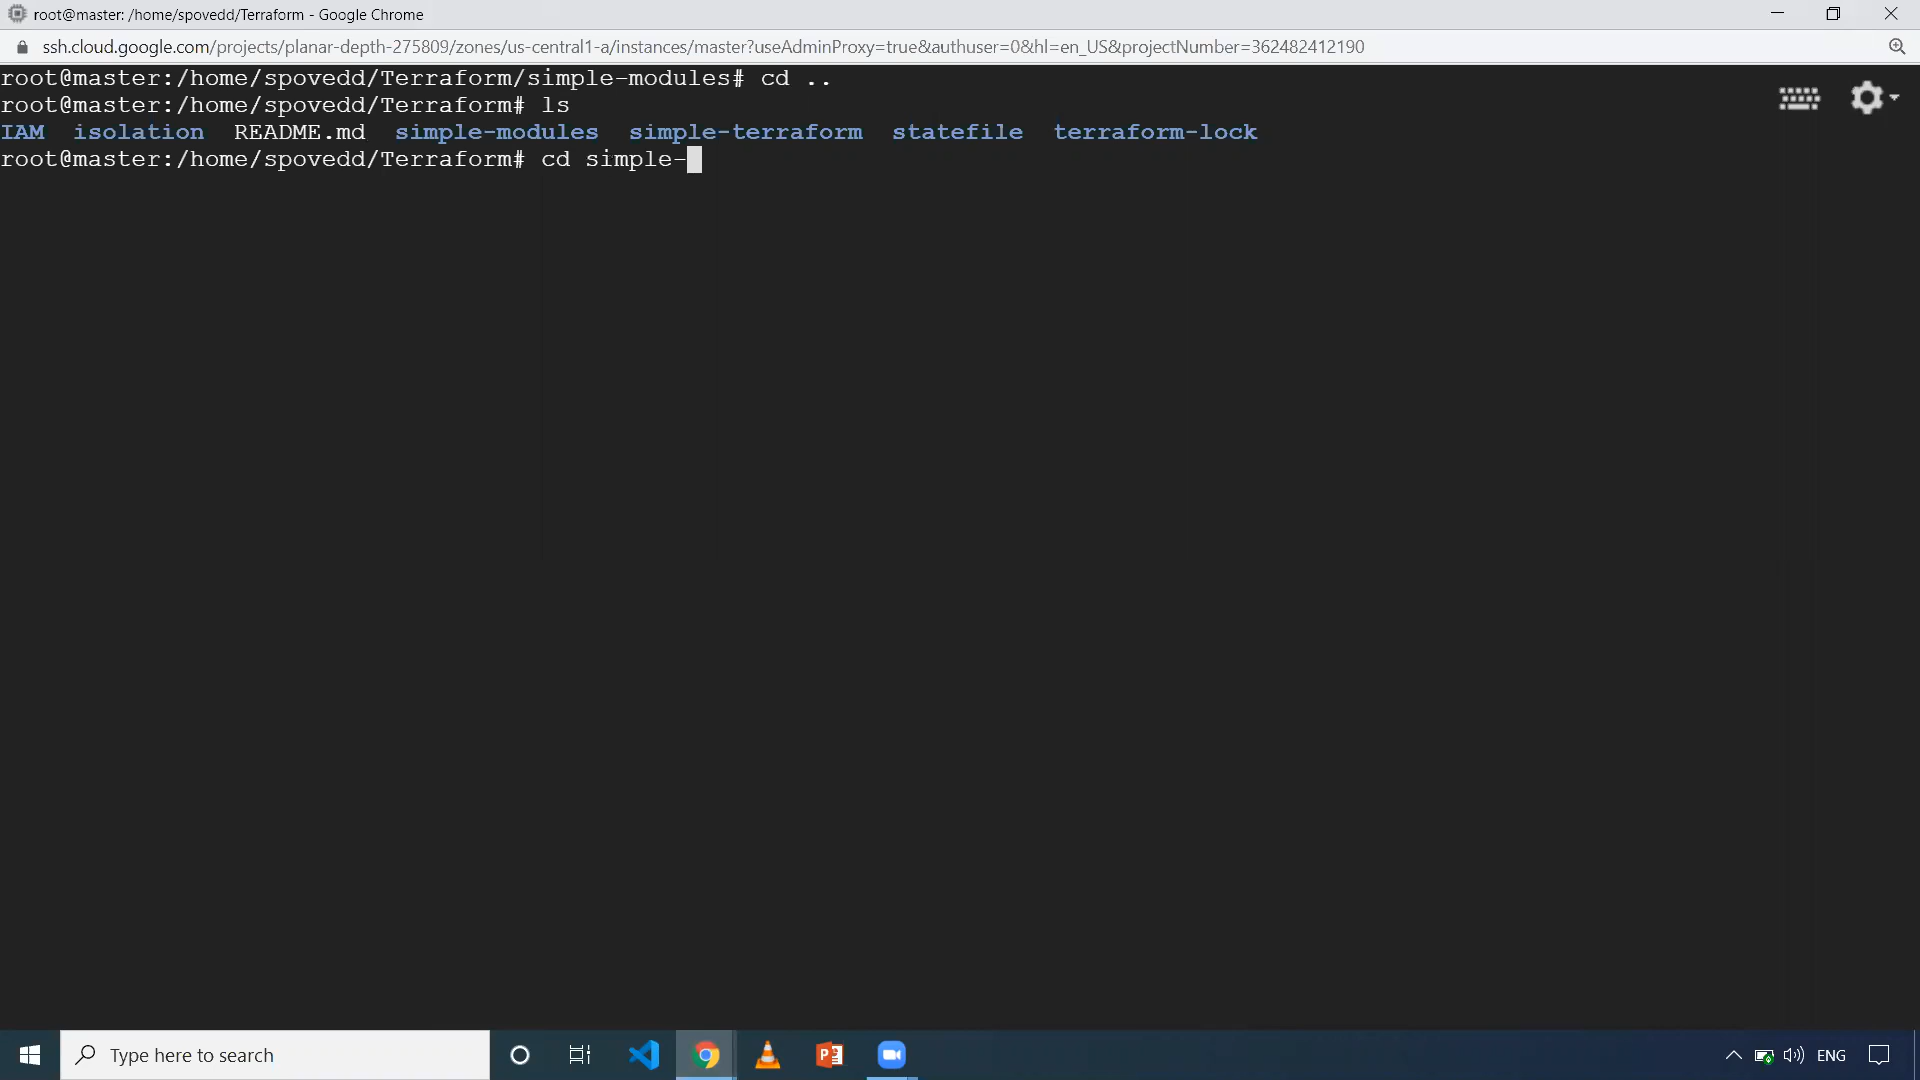 root@master: /home/spovedd/Terraform - Google Chrome
ssh.cloud.google.com/projects/planar-depth-275809/zones/us-central1-a/instances/master?useAdminProxy=true&authuser=0&hl=en_US&projectNumber=362482412190
root@master:/home/spovedd/Terraform/simple-modules# cd ..
root@master:/home/spovedd/Terraform# ls
IAM  isolation  README.md  simple-modules  simple-terraform  statefile  terraform-lock
root@master:/home/spovedd/Terraform# cd simple-
Type here to search
ENG